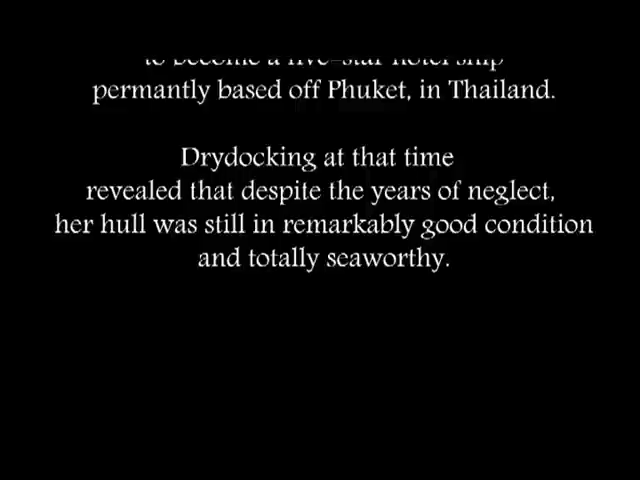 to become a five-star hotel ship
permantly based off Phuket, in Thailand.
Drydocking at that time
revealed that despite the years of neglect,
her hull was still in remarkably good condition
and totally seaworthy.